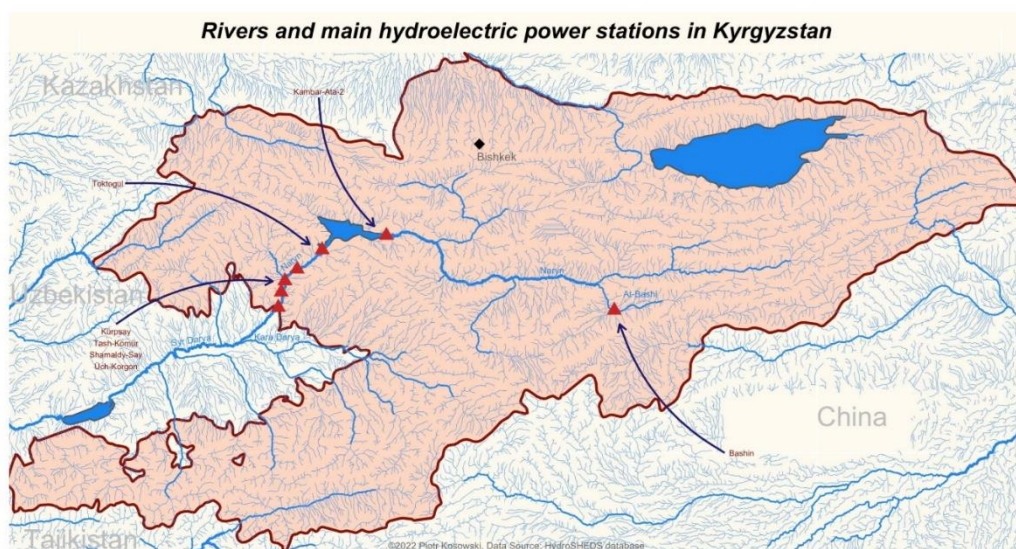 Rivers and main hydroelectric power stations in Kyrgyzstan
Kazakhstan
Kambar-Ata-2
Bishkek
Toktogul
Naryn
Naryn
At-Bashi
Uzbekistan
Kürpsay
Tash-Kömür
Shamaldy-Say
Üch-Korgon
Syr Darya
Kara Darya
China
Bashin
Tajikistan
©2022 Piotr Kosowski, Data Source: HydroSHEDS database